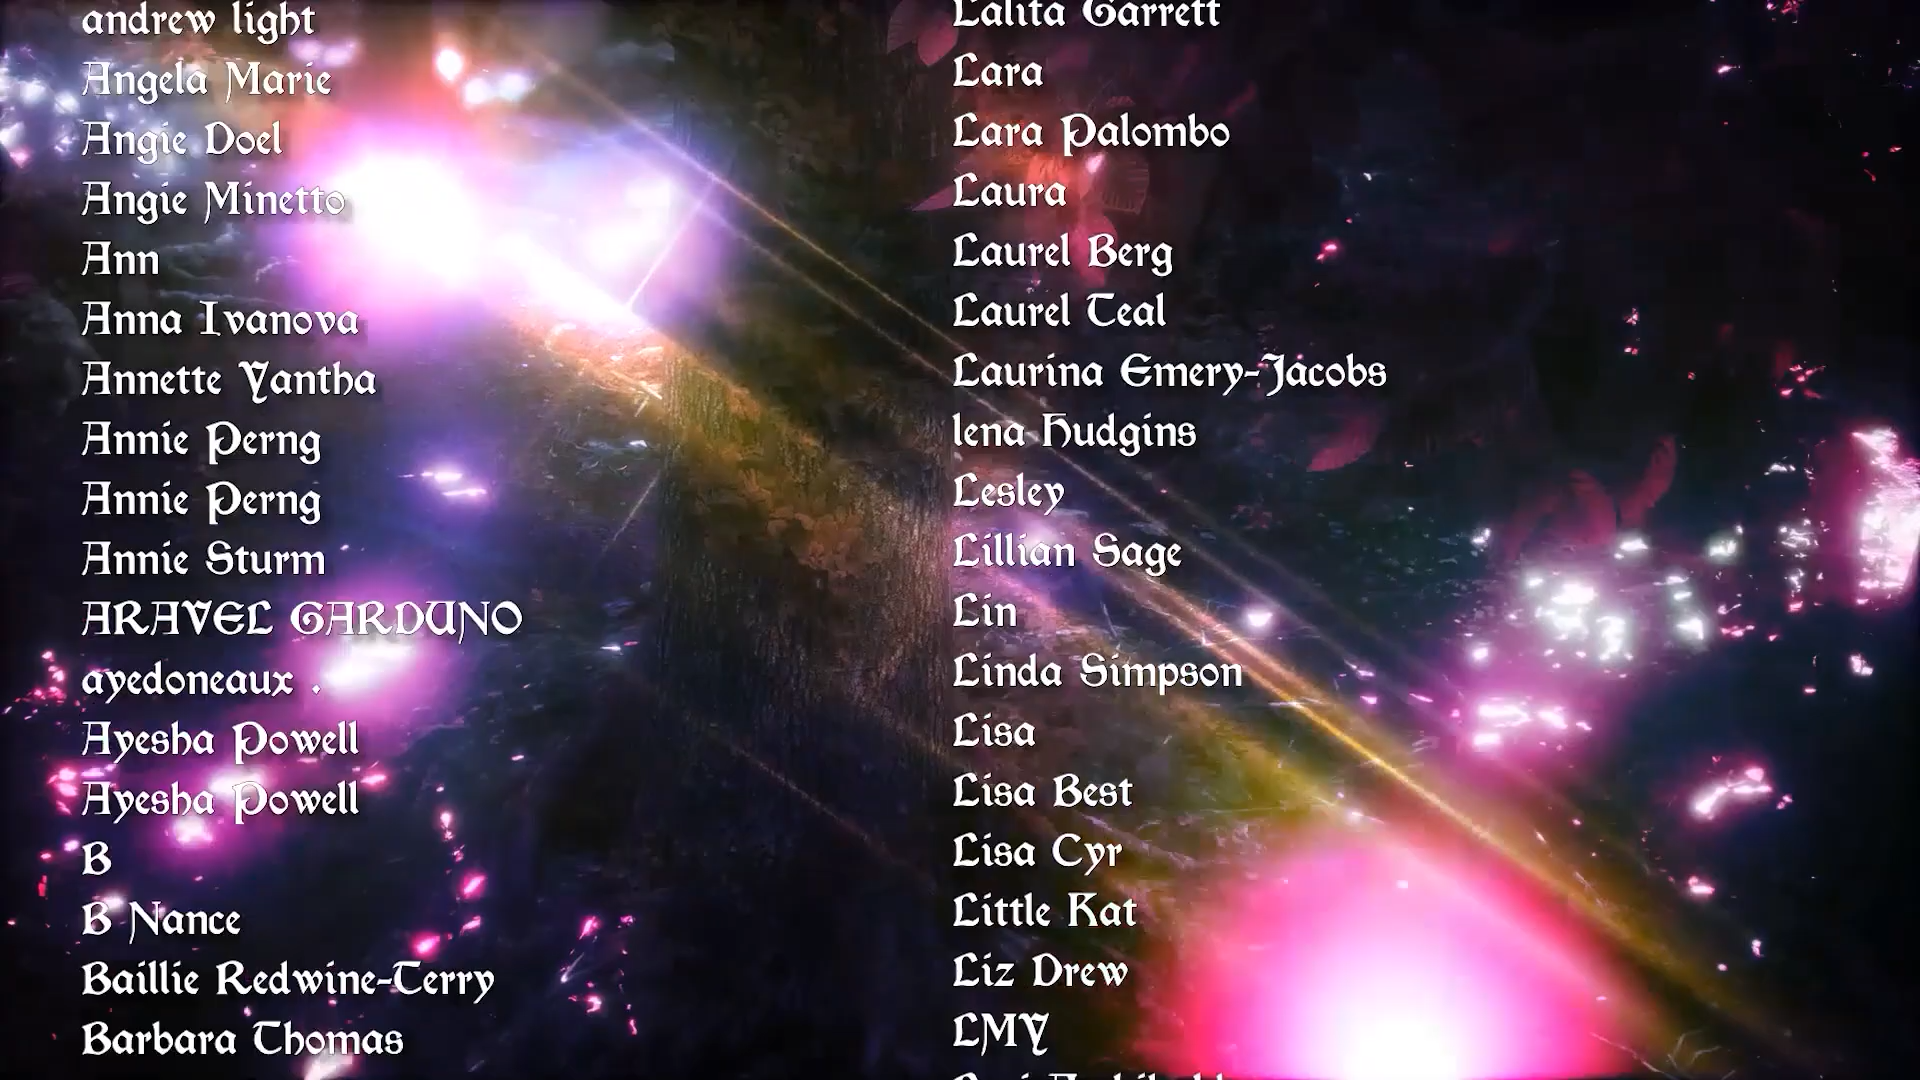 andrew light
Angela Marie
Angie Doel
Angie Minetto
Ann
Anna Ivanova
Annette Yantha
Annie Perng
Annie Perng
Annie Sturm
ARAVEL GARDUNO
ayedoneaux .
Ayesha Powell
Ayesha Powell
B
B Nance
Baillie Redwine-Terry
Barbara Thomas
Lalita Garrett
Lara
Lara Palombo
Laura
Laurel Berg
Laurel Teal
Laurina Emery-Jacobs
lena Hudgins
Lesley
Lillian Sage
Lin
Linda Simpson
Lisa
Lisa Best
Lisa Cyr
Little Kat
Liz Drew
LMY